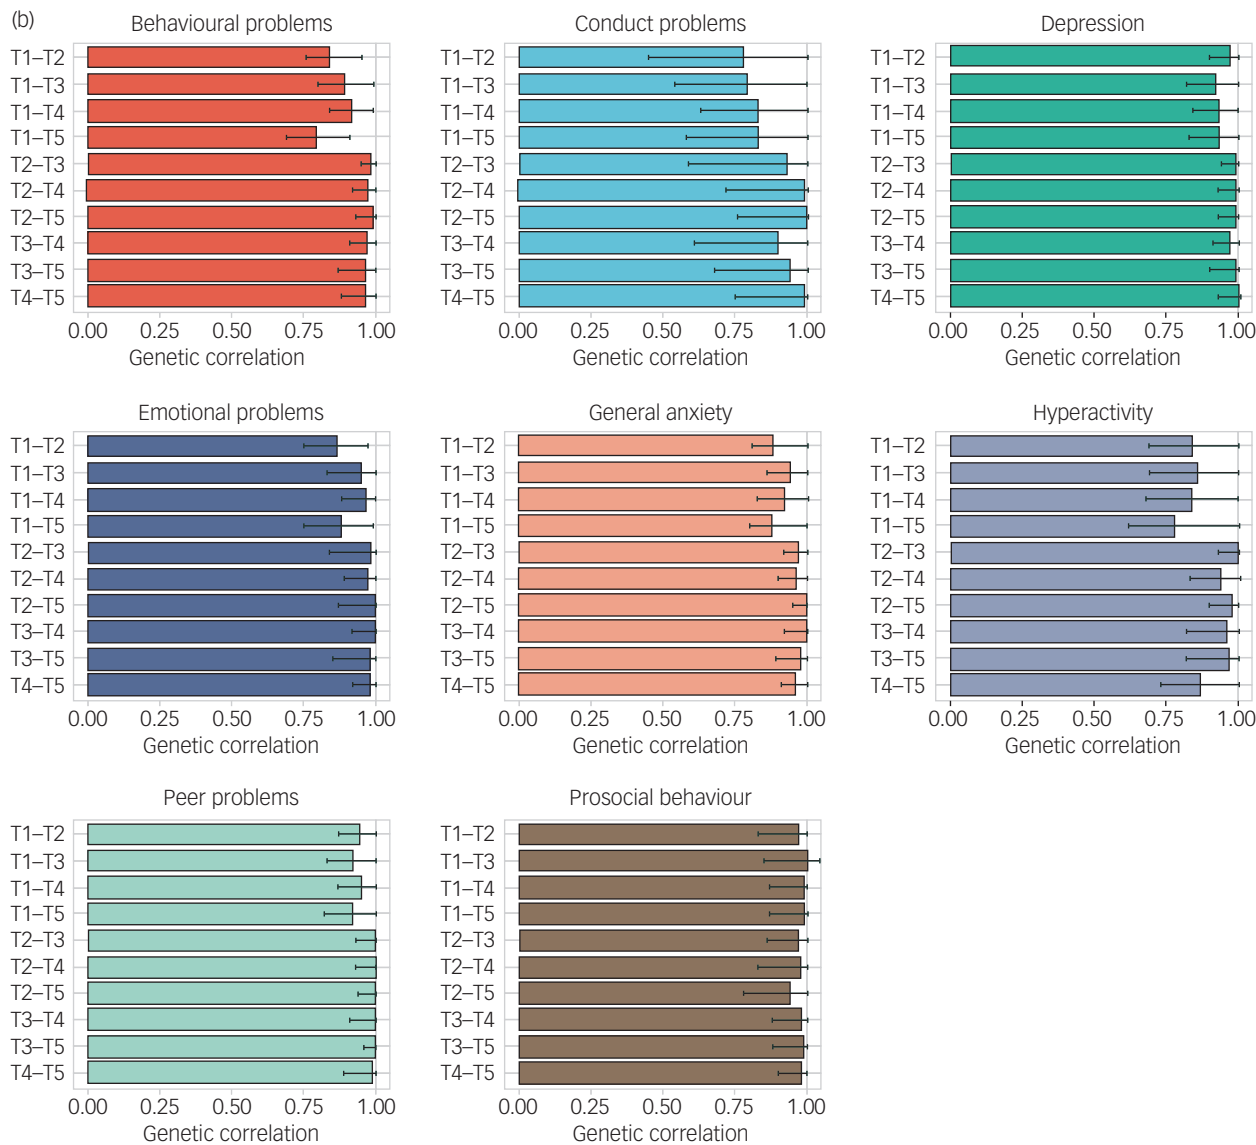 (b)
Behavioural problems
T1–T2
T1–T3
T1–T4
T1–T5
T2–T3
T2–T4
T2–T5
T3–T4
T3–T5
T4–T5
0.00 0.25 0.50 0.75 1.00
Genetic correlation
Conduct problems
T1–T2
T1–T3
T1–T4
T1–T5
T2–T3
T2–T4
T2–T5
T3–T4
T3–T5
T4–T5
0.00 0.25 0.50 0.75 1.00
Genetic correlation
Depression
T1–T2
T1–T3
T1–T4
T1–T5
T2–T3
T2–T4
T2–T5
T3–T4
T3–T5
T4–T5
0.00 0.25 0.50 0.75 1.00
Genetic correlation
Emotional problems
T1–T2
T1–T3
T1–T4
T1–T5
T2–T3
T2–T4
T2–T5
T3–T4
T3–T5
T4–T5
0.00 0.25 0.50 0.75 1.00
Genetic correlation
General anxiety
T1–T2
T1–T3
T1–T4
T1–T5
T2–T3
T2–T4
T2–T5
T3–T4
T3–T5
T4–T5
0.00 0.25 0.50 0.75 1.00
Genetic correlation
Hyperactivity
T1–T2
T1–T3
T1–T4
T1–T5
T2–T3
T2–T4
T2–T5
T3–T4
T3–T5
T4–T5
0.00 0.25 0.50 0.75 1.00
Genetic correlation
Peer problems
T1–T2
T1–T3
T1–T4
T1–T5
T2–T3
T2–T4
T2–T5
T3–T4
T3–T5
T4–T5
0.00 0.25 0.50 0.75 1.00
Genetic correlation
Prosocial behaviour
T1–T2
T1–T3
T1–T4
T1–T5
T2–T3
T2–T4
T2–T5
T3–T4
T3–T5
T4–T5
0.00 0.25 0.50 0.75 1.00
Genetic correlation